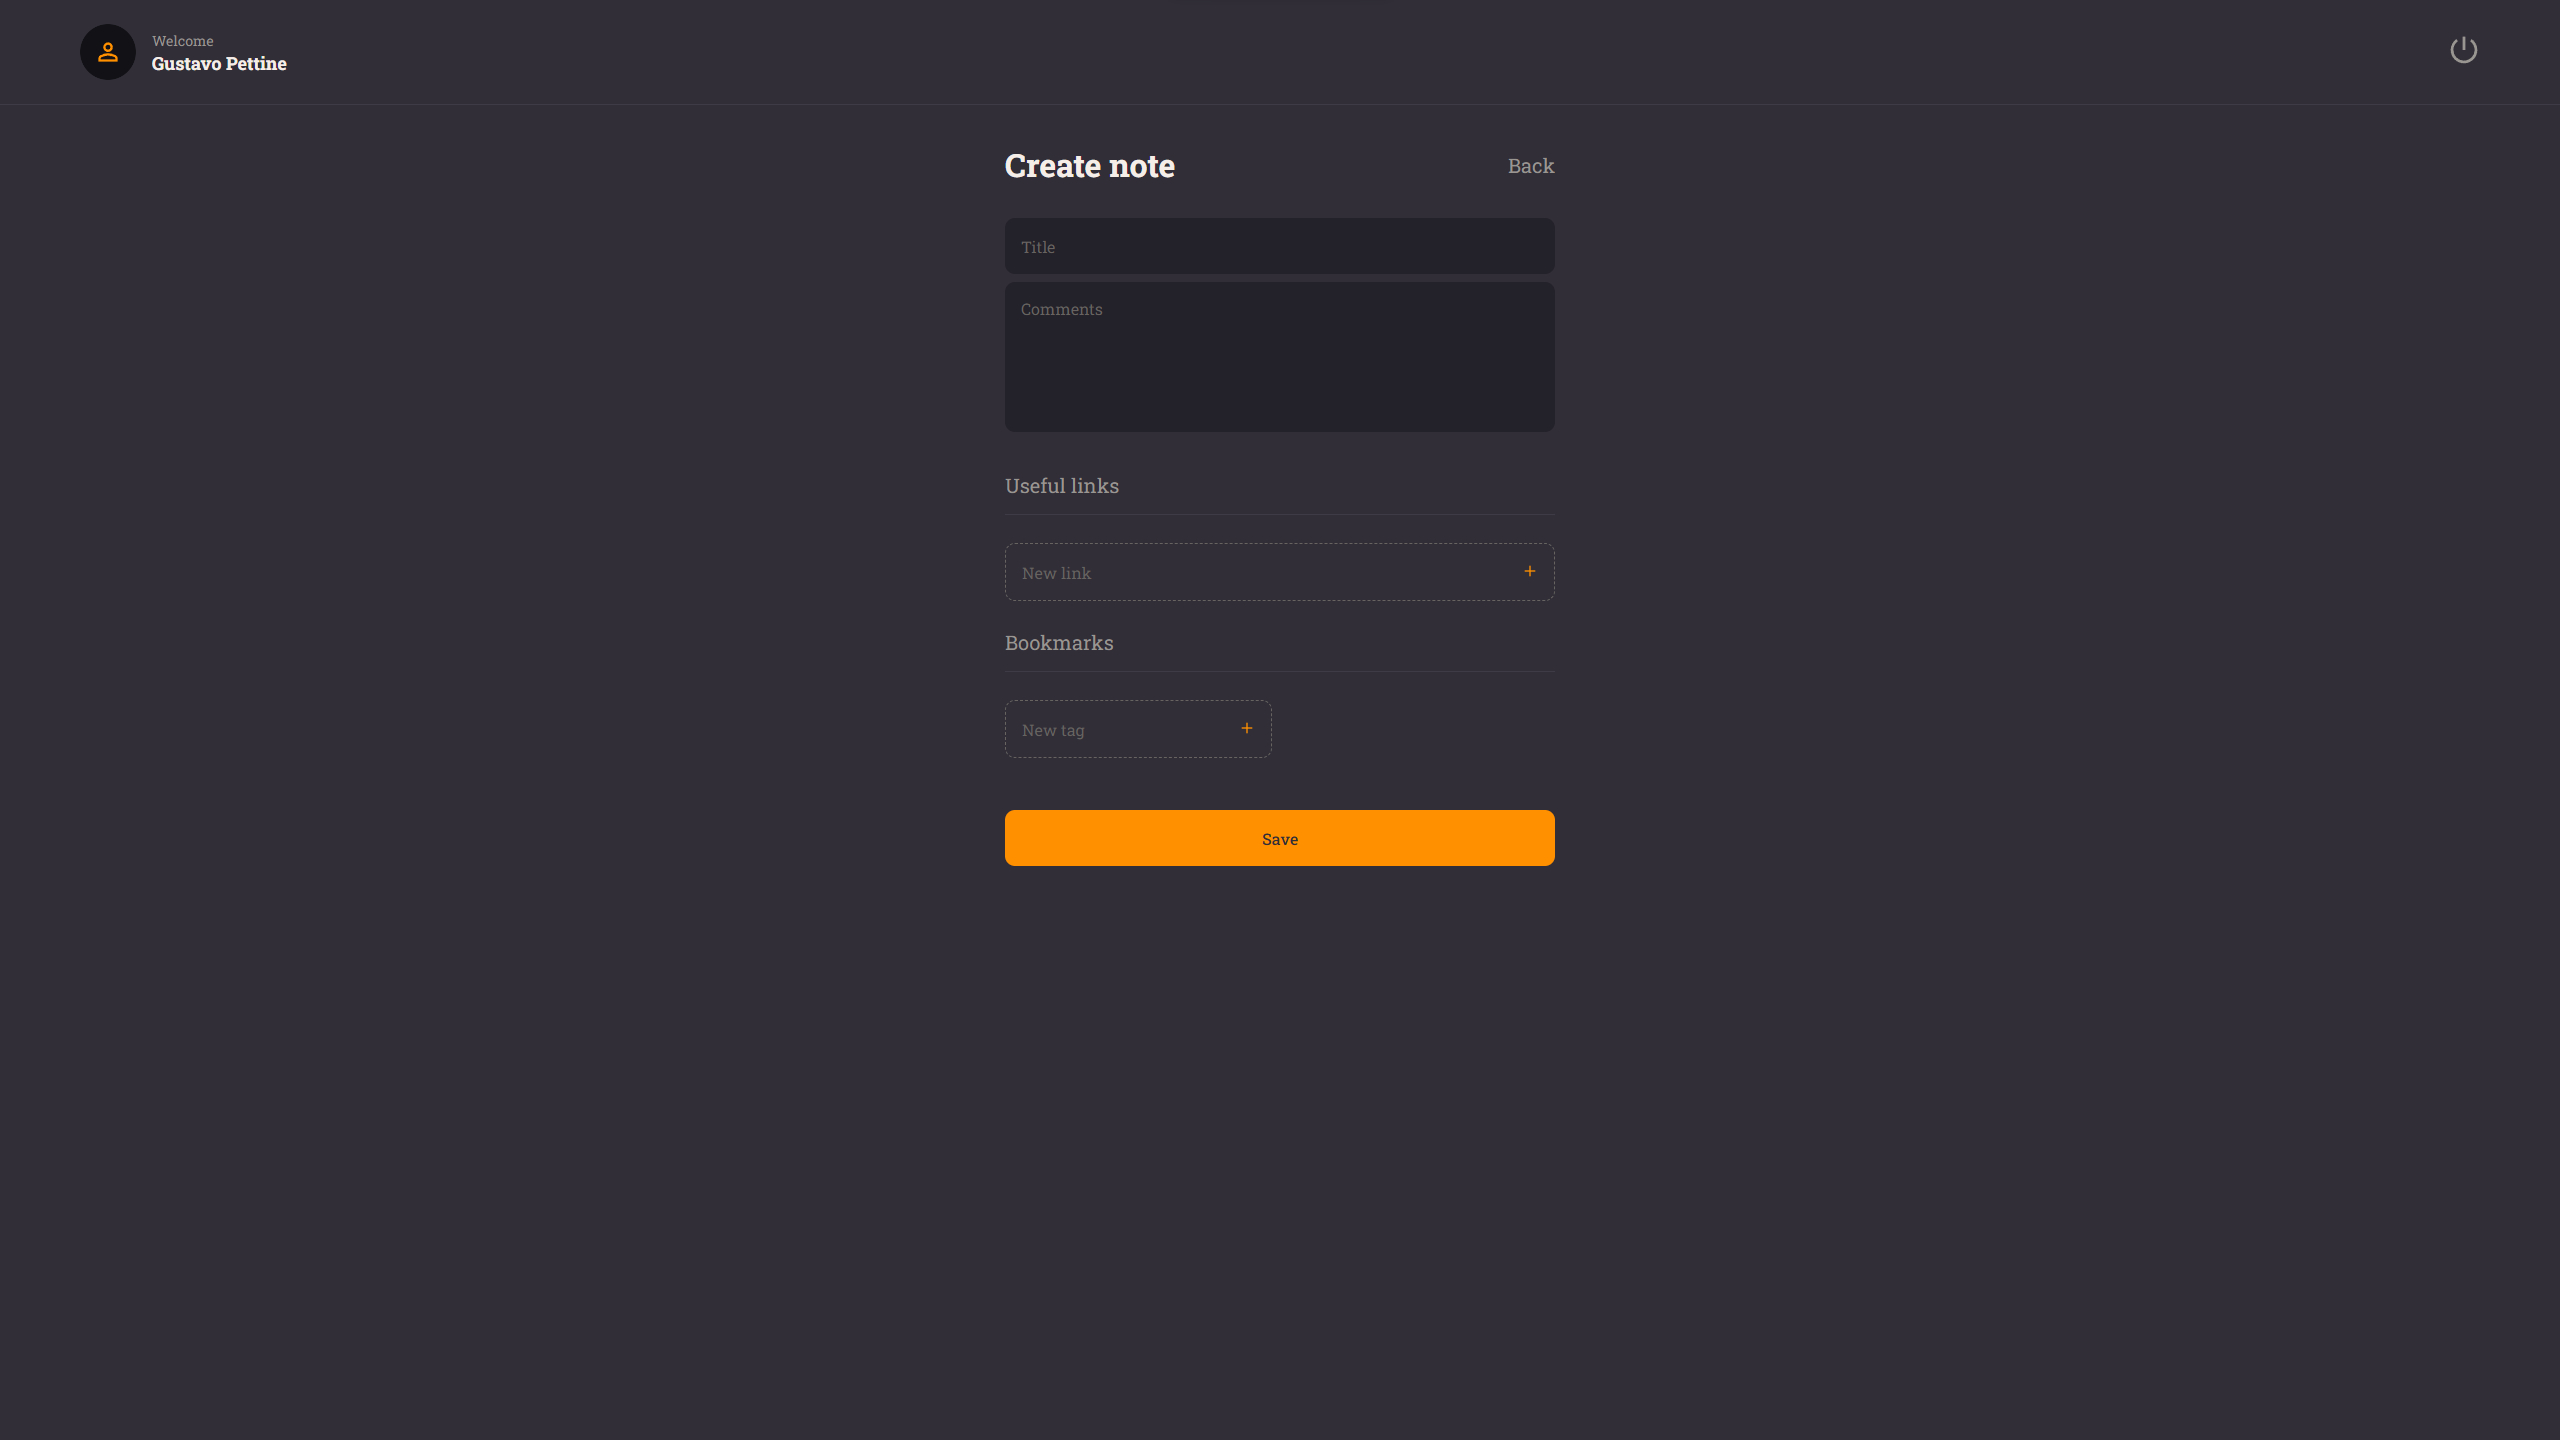 Welcome
Gustavo Pettine
Create note
Back
Title
Comments
Useful links
New link
Bookmarks
New tag
Save